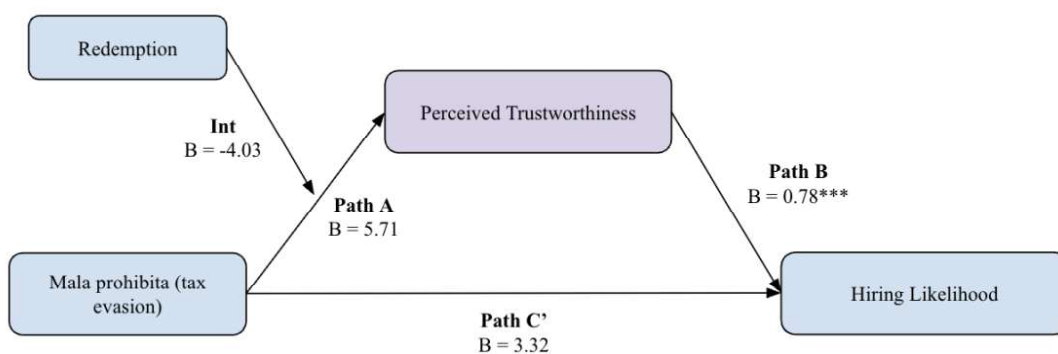 Redemption
Perceived Trustworthiness
Int
B = -4.03
Path A
B = 5.71
Path B
B = 0.78***
Mala prohibita (tax
evasion)
Hiring Likelihood
Path C’
B = 3.32